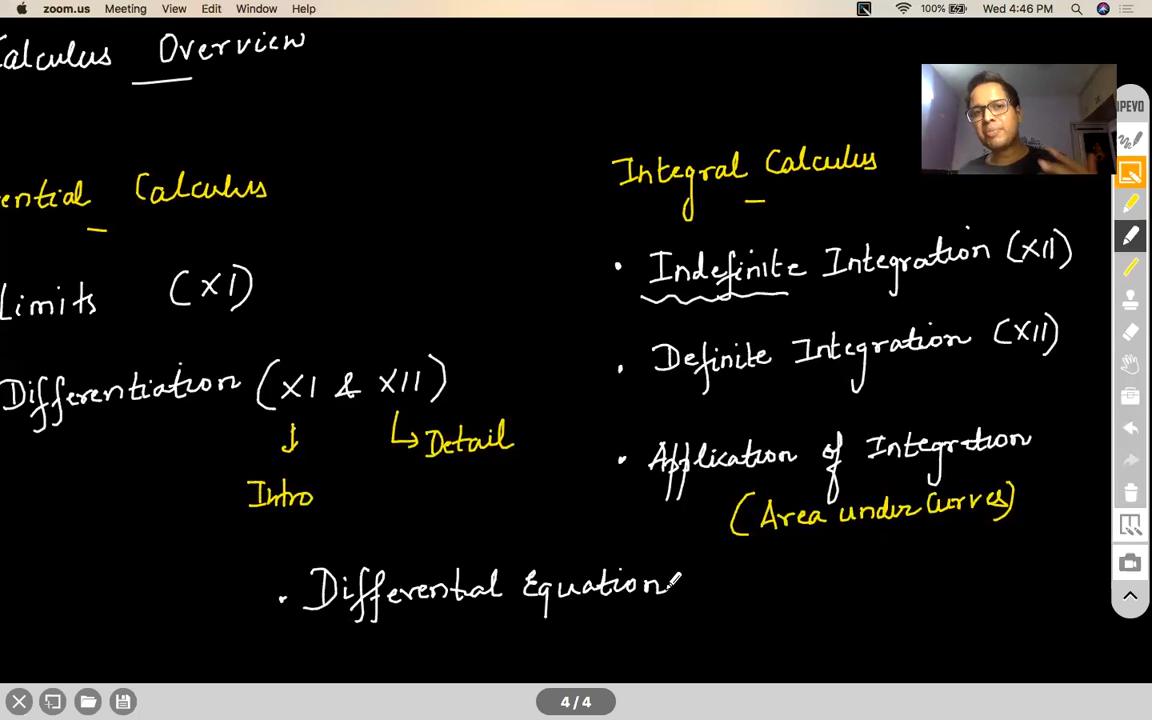 zoom.us Meeting View Edit Window Help 100% Wed 4:46 PM
Calculus Overview
IPEVO
ential Calculus
Integral Calculus
Limits (XI)
• Indefinite Integration (XII)
Differentiation (XI & XII)
• Definite Integration (XII)
Intro
Detail
• Application of Integration
(Area under Curves)
• Differental Equation
4/4